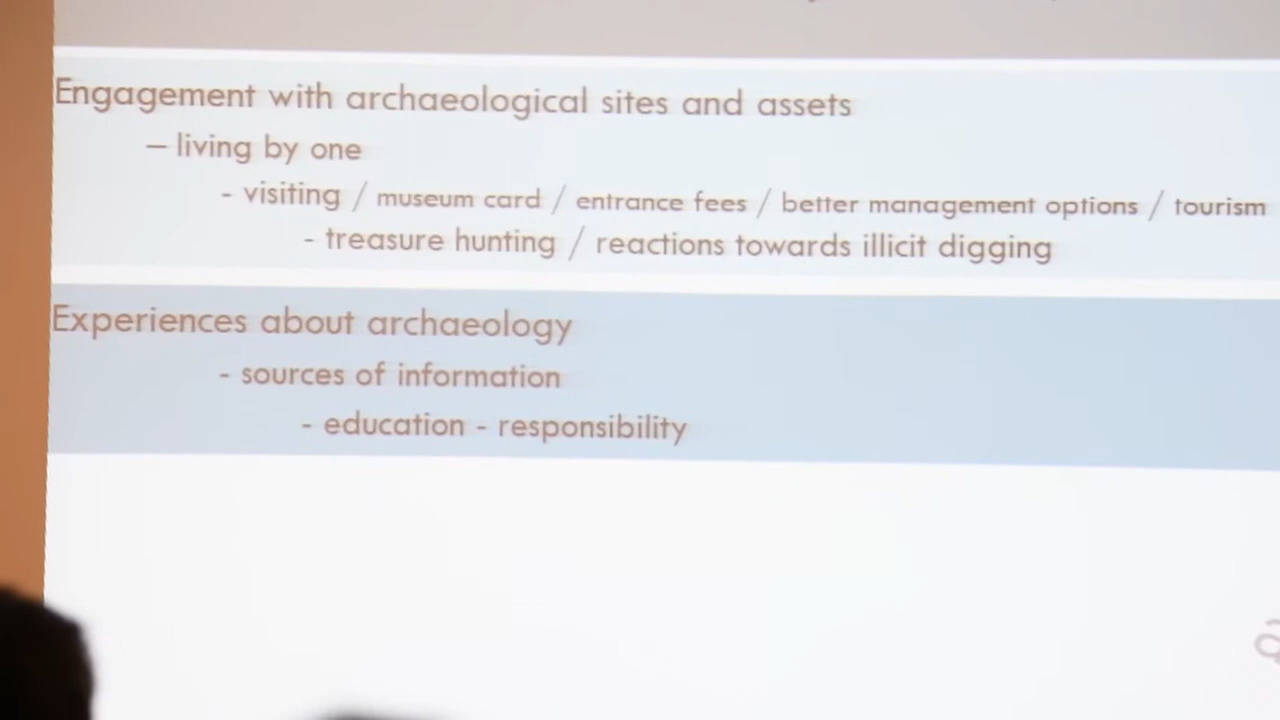 Engagement with archaeological sites and assets
– living by one
- visiting / museum card / entrance fees / better management options / tourism
- treasure hunting / reactions towards illicit digging
Experiences about archaeology
- sources of information
- education - responsibility